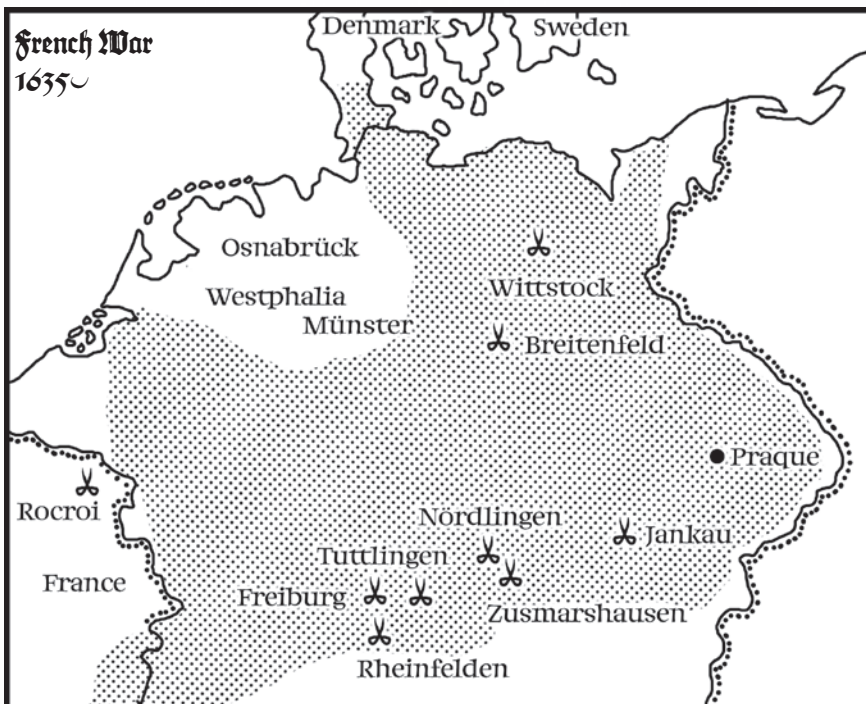 French War
1635
Denmark
Sweden
Osnabrück
Westphalia
Münster
Wittstock
Breitenfeld
Praque
Rocroi
Nördlingen
Jankau
Tuttlingen
France
Freiburg
Zusmarshausen
Rheinfelden